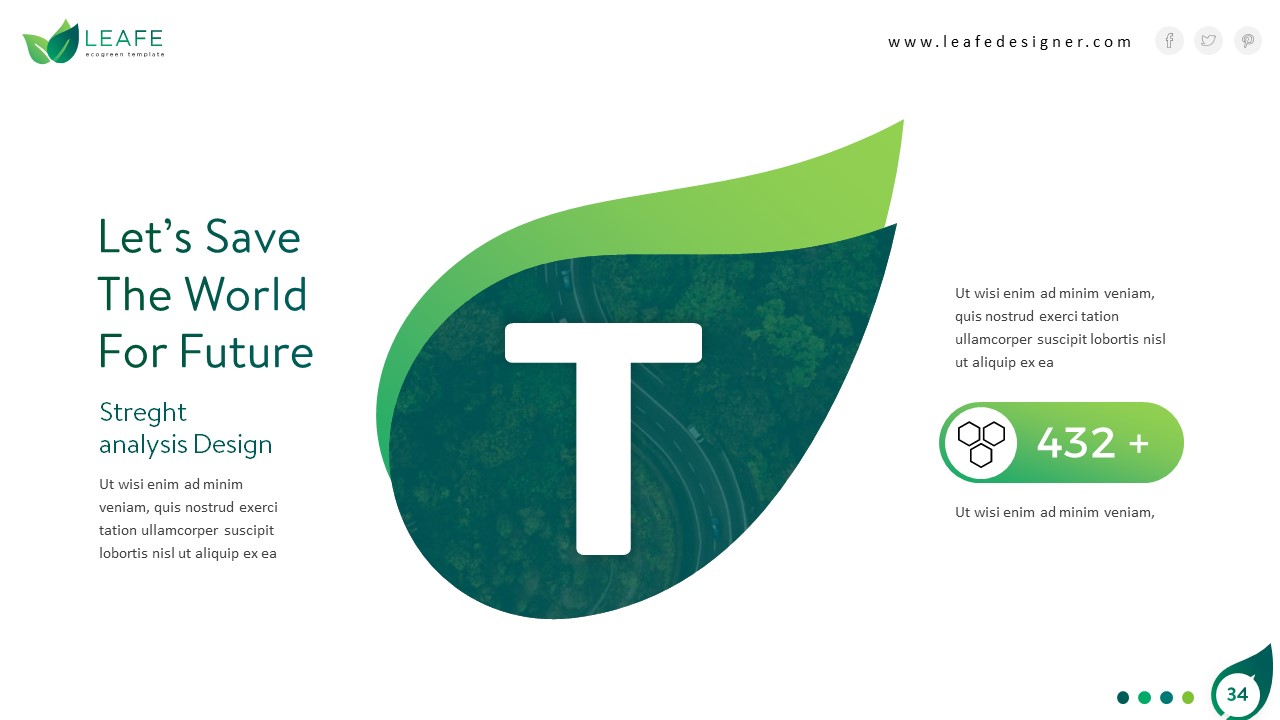 LEAFE
ecogreen template
www.leafedesigner.com
Let's Save
The World
For Future
Streght
analysis Design
Ut wisi enim ad minim
veniam, quis nostrud exerci
tation ullamcorper suscipit
lobortis nisl ut aliquip ex ea
T
Ut wisi enim ad minim veniam,
quis nostrud exerci tation
ullamcorper suscipit lobortis nisl
ut aliquip ex ea
432 +
Ut wisi enim ad minim veniam,
34